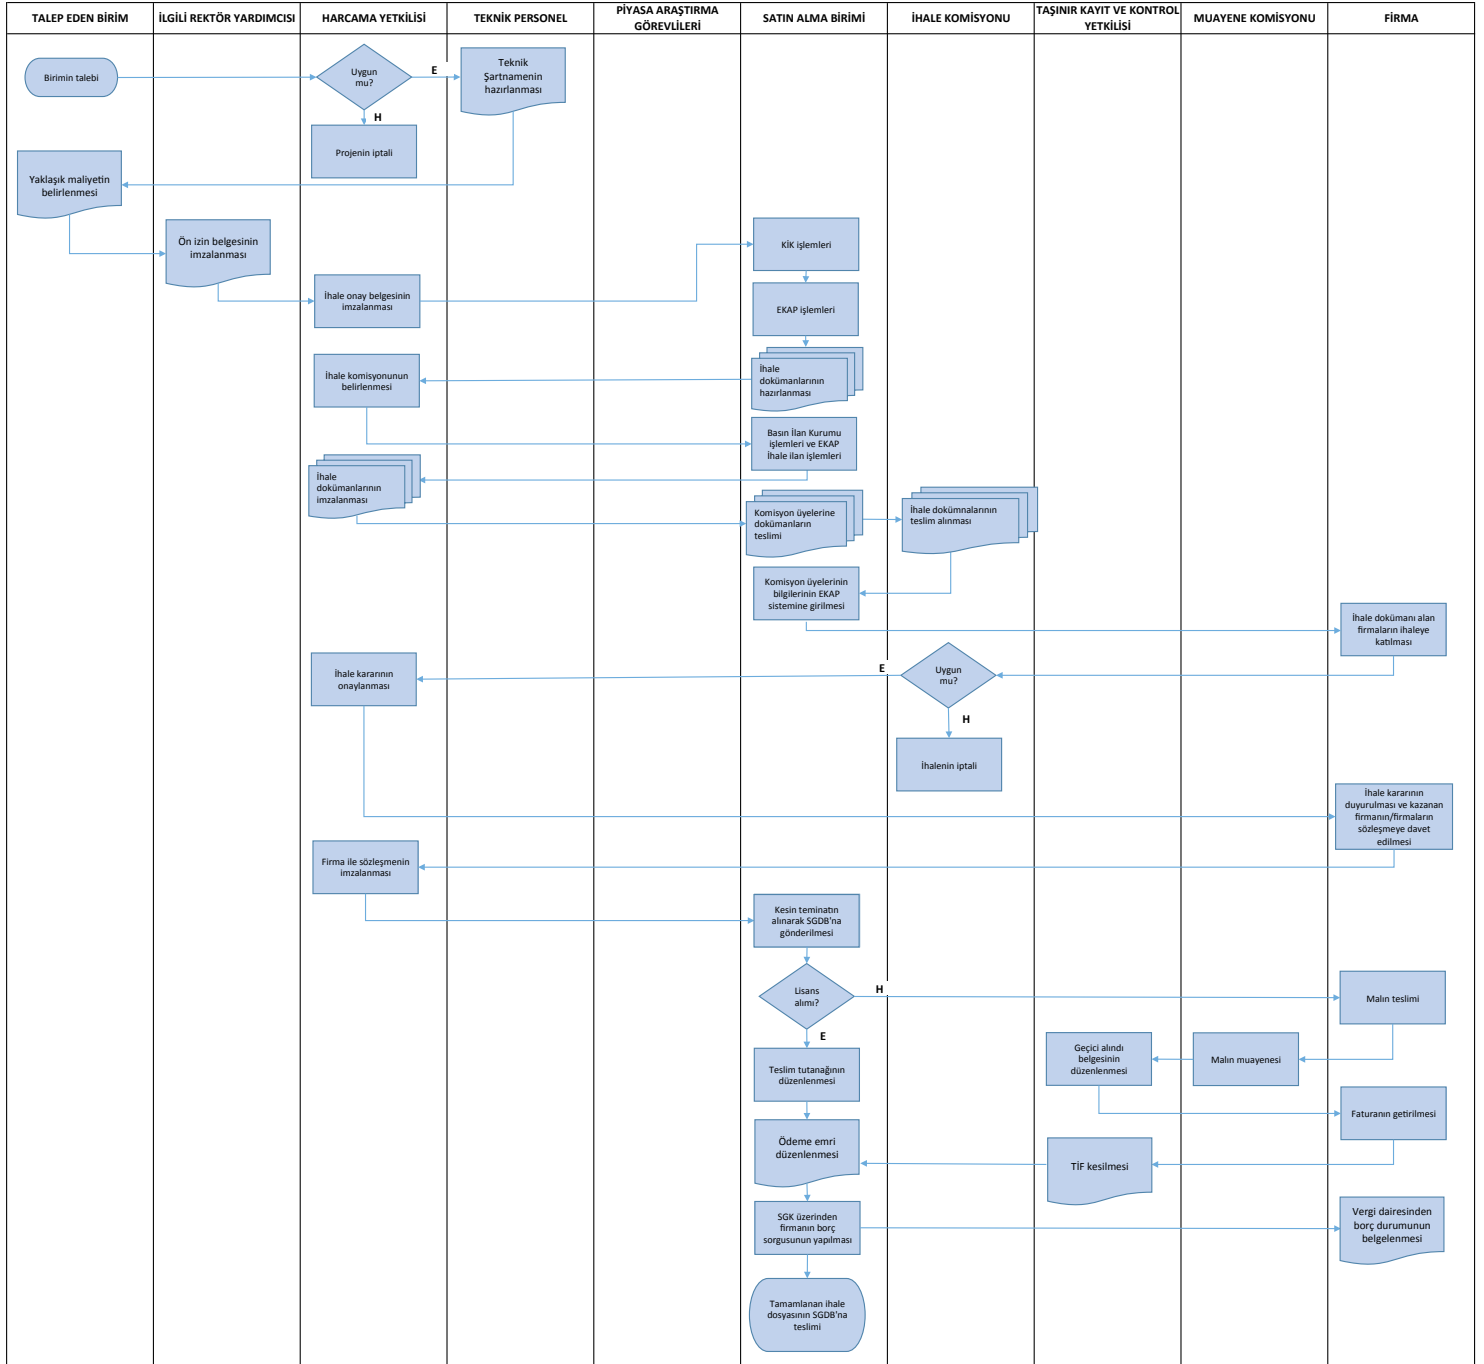 TALEP EDEN BİRİM
İLGİLİ REKTÖR YARDIMCISI
HARCAMA YETKİLİSİ
TEKNİK PERSONEL
PİYASA ARAŞTIRMA
GÖREVLİLERİ
SATIN ALMA BİRİMİ
İHALE KOMİSYONU
TAŞINIR KAYIT VE KONTROL
YETKİLİSİ
MUAYENE KOMİSYONU
FİRMA
Birimin talebi
Uygun
mu?
E
Teknik
Şartnamenin
hazırlanması
H
Projenin iptali
Yaklaşık maliyetin
belirlenmesi
Ön izin belgesinin
imzalanması
KİK işlemleri
İhale onay belgesinin
imzalanması
EKAP işlemleri
İhale komisyonunun
belirlenmesi
İhale
dokümanlarının
hazırlanması
Basın İlan Kurumu
işlemleri ve EKAP
İhale ilan işlemleri
İhale
dokümanlarının
imzalanması
Komisyon üyelerine
dokümanların
teslimi
İhale dokümnalarının
teslim alınması
Komisyon üyelerinin
bilgilerinin EKAP
sistemine girilmesi
İhale dokümanı alan
firmaların ihaleye
katılması
İhale kararının
onaylanması
E
Uygun
mu?
H
İhalenin iptali
İhale kararının
duyurulması ve kazanan
firmanın/firmaların
sözleşmeye davet
edilmesi
Firma ile sözleşmenin
imzalanması
Kesin teminatın
alınarak SGDB'na
gönderilmesi
Lisans
alımı?
H
Malın teslimi
E
Geçici alındı
belgesinin
düzenlenmesi
Malın muayenesi
Teslim tutanağının
düzenlenmesi
Faturanın getirilmesi
Ödeme emri
düzenlenmesi
TİF kesilmesi
SGK üzerinden
firmanın borç
sorgusunun yapılması
Vergi dairesinden
borç durumunun
belgelenmesi
Tamamlanan ihale
dosyasının SGDB'na
teslimi